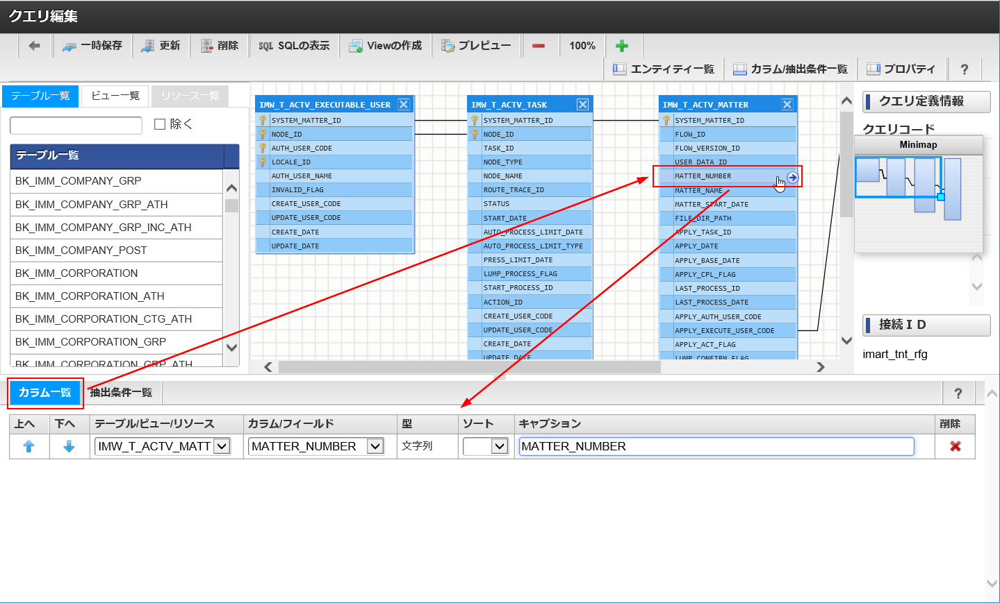 クエリ編集
一時保存 更新 削除 SQL SQLの表示 Viewの作成 プレビュー 100%
エンティティ一覧 カラム/抽出条件一覧 プロパティ ?
テーブル一覧 ビュー一覧 リソース一覧
除く
テーブル一覧
BK_IMM_COMPANY_GRP
BK_IMM_COMPANY_GRP_ATH
BK_IMM_COMPANY_GRP_INC_ATH
BK_IMM_COMPANY_POST
BK_IMM_CORPORATION
BK_IMM_CORPORATION_ATH
BK_IMM_CORPORATION_CTG_ATH
BK_IMM_CORPORATION_GRP
BK_IMM_CORPORATION_GRP_ATH
IMW_T_ACTV_EXECUTABLE_USER
SYSTEM_MATTER_ID
NODE_ID
AUTH_USER_CODE
LOCALE_ID
AUTH_USER_NAME
INVALID_FLAG
CREATE_USER_CODE
UPDATE_USER_CODE
CREATE_DATE
UPDATE_DATE
IMW_T_ACTV_TASK
SYSTEM_MATTER_ID
NODE_ID
TASK_ID
NODE_TYPE
NODE_NAME
ROUTE_TRACE_ID
STATUS
START_DATE
AUTO_PROCESS_LIMIT_DATE
AUTO_PROCESS_LIMIT_TYPE
PRESS_LIMIT_DATE
LUMP_PROCESS_FLAG
START_PROCESS_ID
ACTION_ID
CREATE_USER_CODE
UPDATE_USER_CODE
CREATE_DATE
UPDATE_DATE
IMW_T_ACTV_MATTER
SYSTEM_MATTER_ID
FLOW_ID
FLOW_VERSION_ID
USER_DATA_ID
MATTER_NUMBER
MATTER_NAME
MATTER_START_DATE
FILE_DIR_PATH
APPLY_TASK_ID
APPLY_DATE
APPLY_BASE_DATE
APPLY_CPL_FLAG
LAST_PROCESS_ID
LAST_PROCESS_DATE
APPLY_AUTH_USER_CODE
APPLY_EXECUTE_USER_CODE
APPLY_ACT_FLAG
LUMP_CONFIRM_FLAG
クエリ定義情報
クエリコード
Minimap
接続ＩＤ
imart_tnt_rfg
カラム一覧 抽出条件一覧 ?
上へ 下へ テーブル/ビュー/リソース カラム/フィールド 型 ソート キャプション 削除
IMW_T_ACTV_MATT MATTER_NUMBER 文字列 MATTER_NUMBER